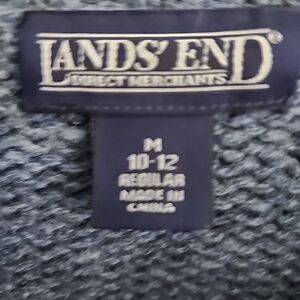 LANDS' END®
DIRECT MERCHANTS
M
10-12
REGULAR
MADE IN
CHINA